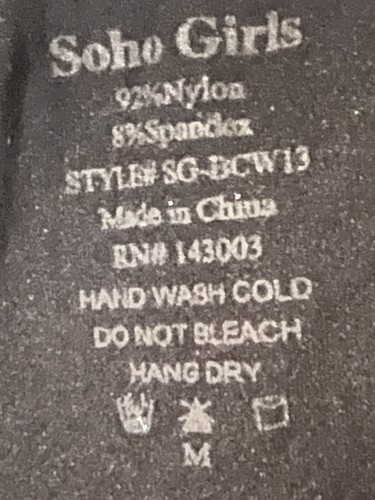 Soho Girls
92%Nylon
8%Spandex
STYLE# SG-BCW13
Made in China
RN# 143003
HAND WASH COLD
DO NOT BLEACH
HANG DRY
M